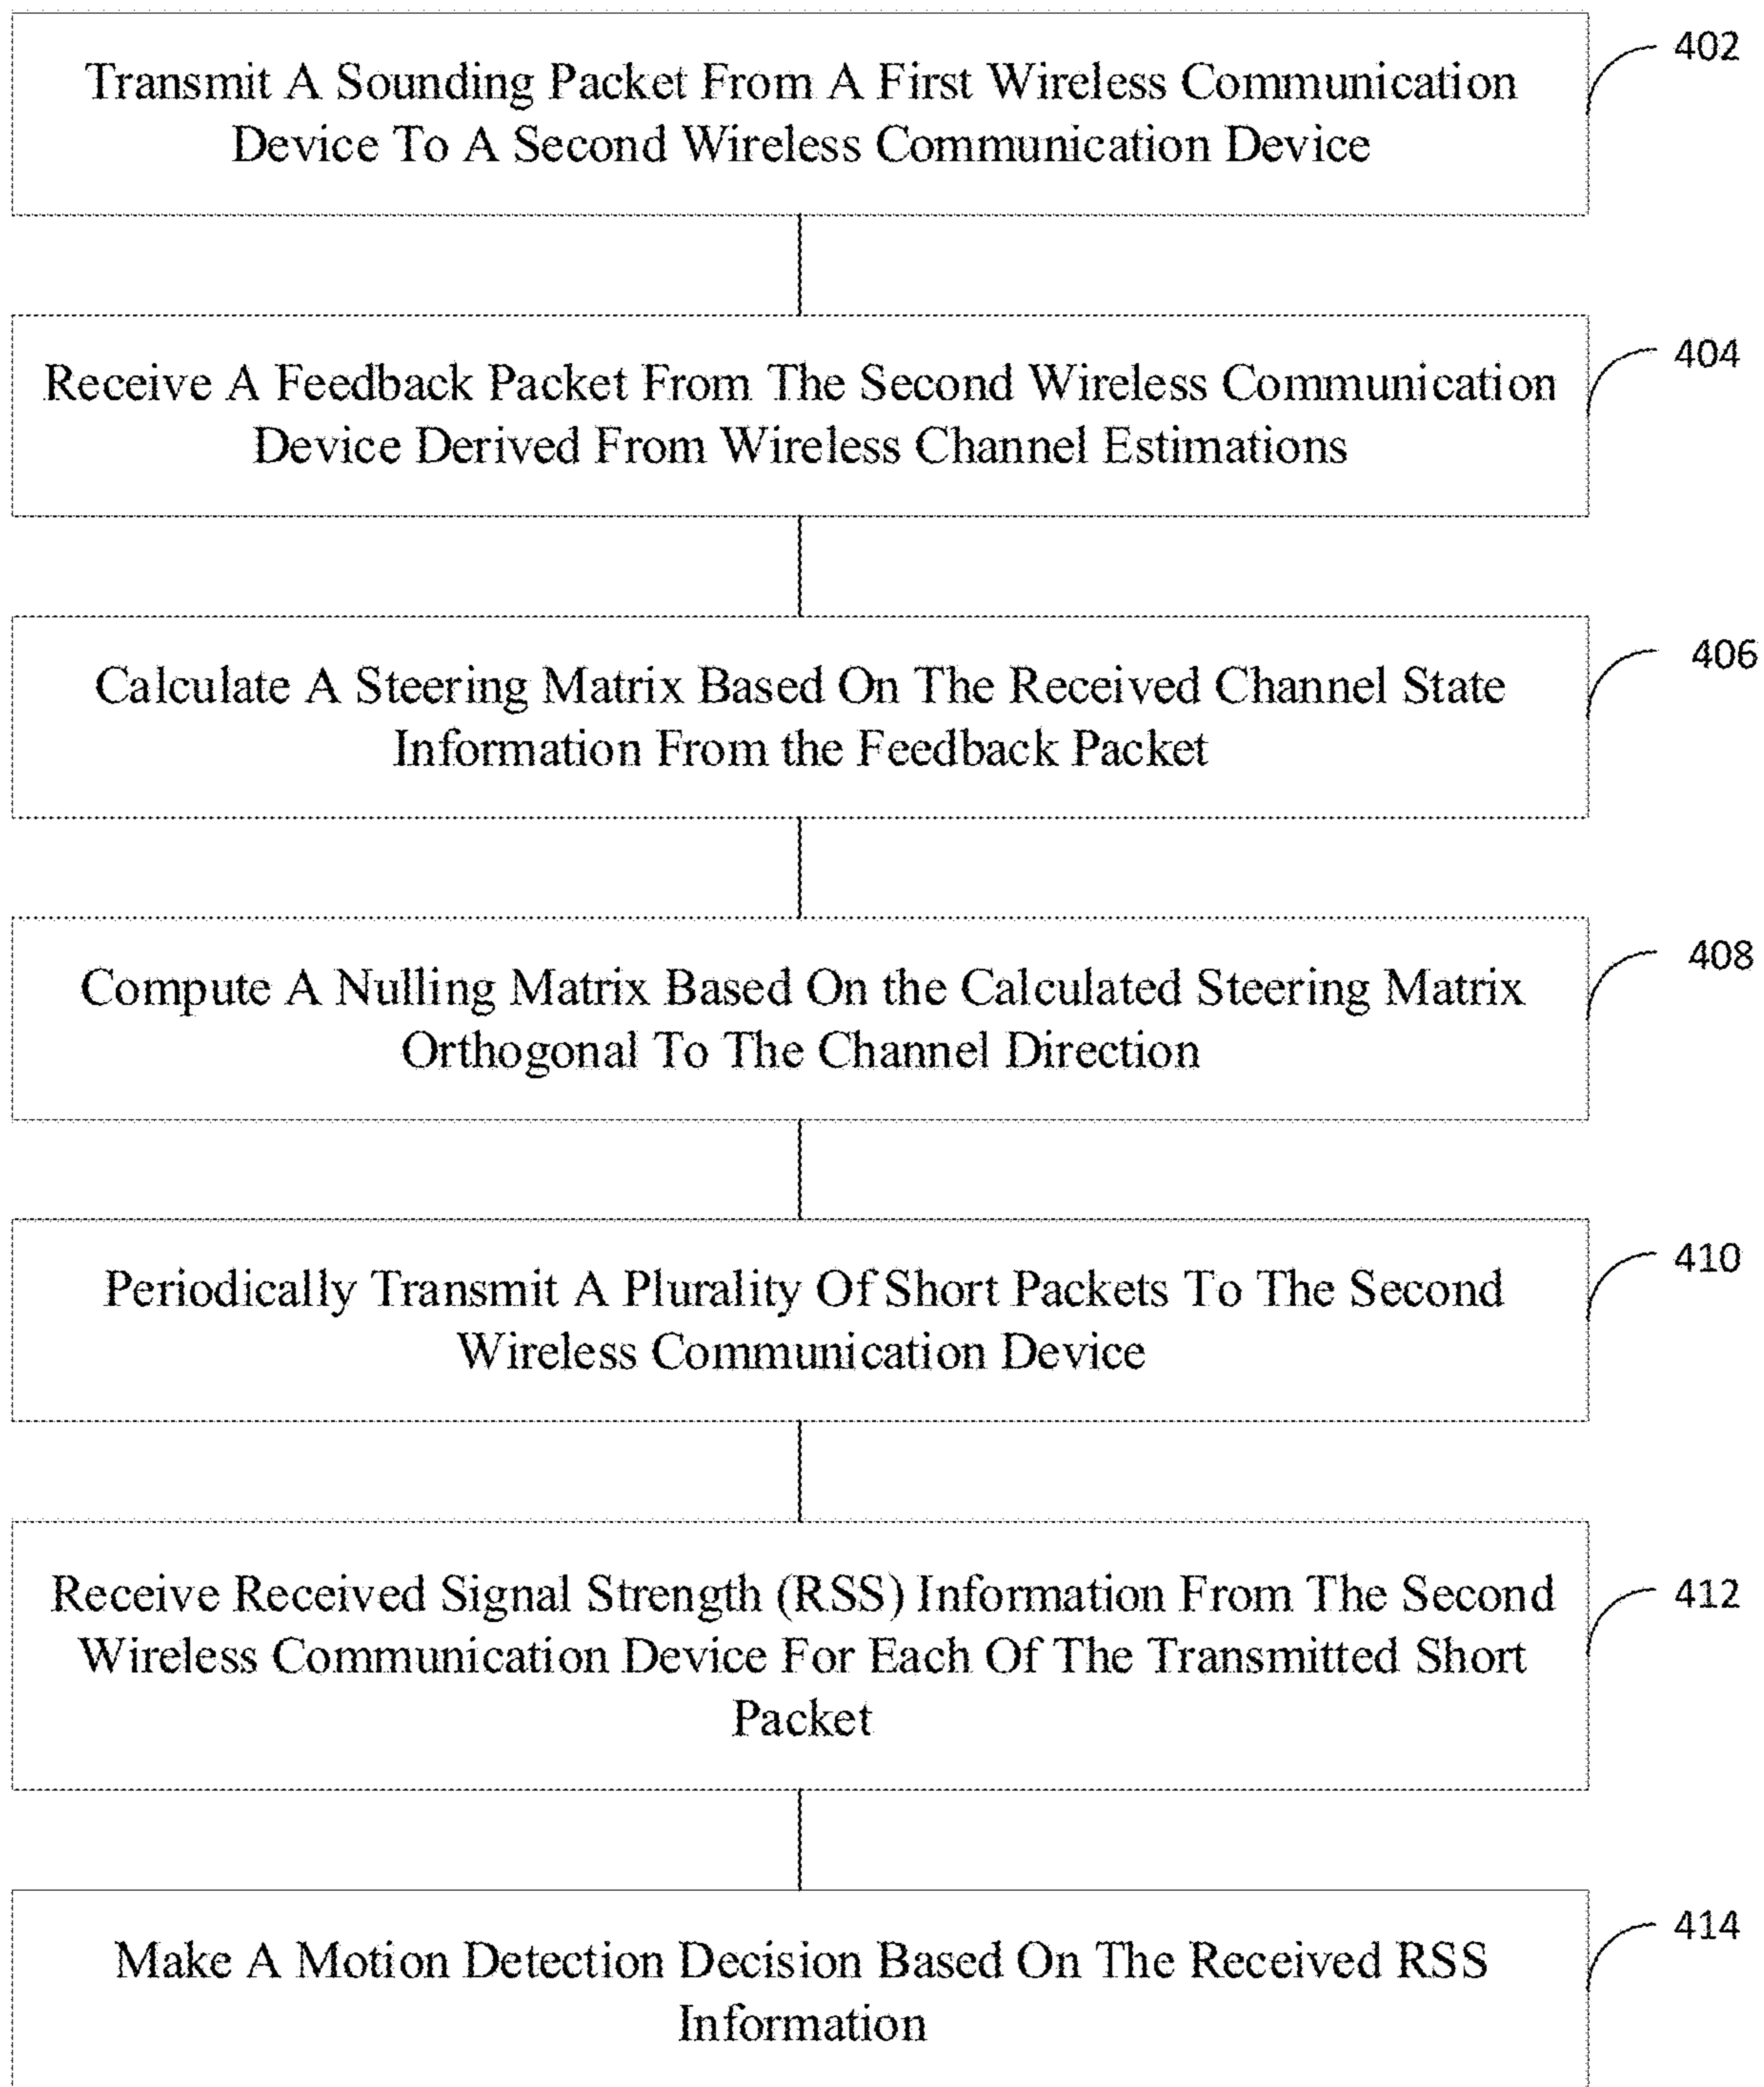 Transmit A Sounding Packet From A First Wireless Communication
Device To A Second Wireless Communication Device
402
Receive A Feedback Packet From The Second Wireless Communication
Device Derived From Wireless Channel Estimations
404
Calculate A Steering Matrix Based On The Received Channel State
Information From the Feedback Packet
406
Compute A Nulling Matrix Based On the Calculated Steering Matrix
Orthogonal To The Channel Direction
408
Periodically Transmit A Plurality Of Short Packets To The Second
Wireless Communication Device
410
Receive Received Signal Strength (RSS) Information From The Second
Wireless Communication Device For Each Of The Transmitted Short
Packet
412
Make A Motion Detection Decision Based On The Received RSS
Information
414